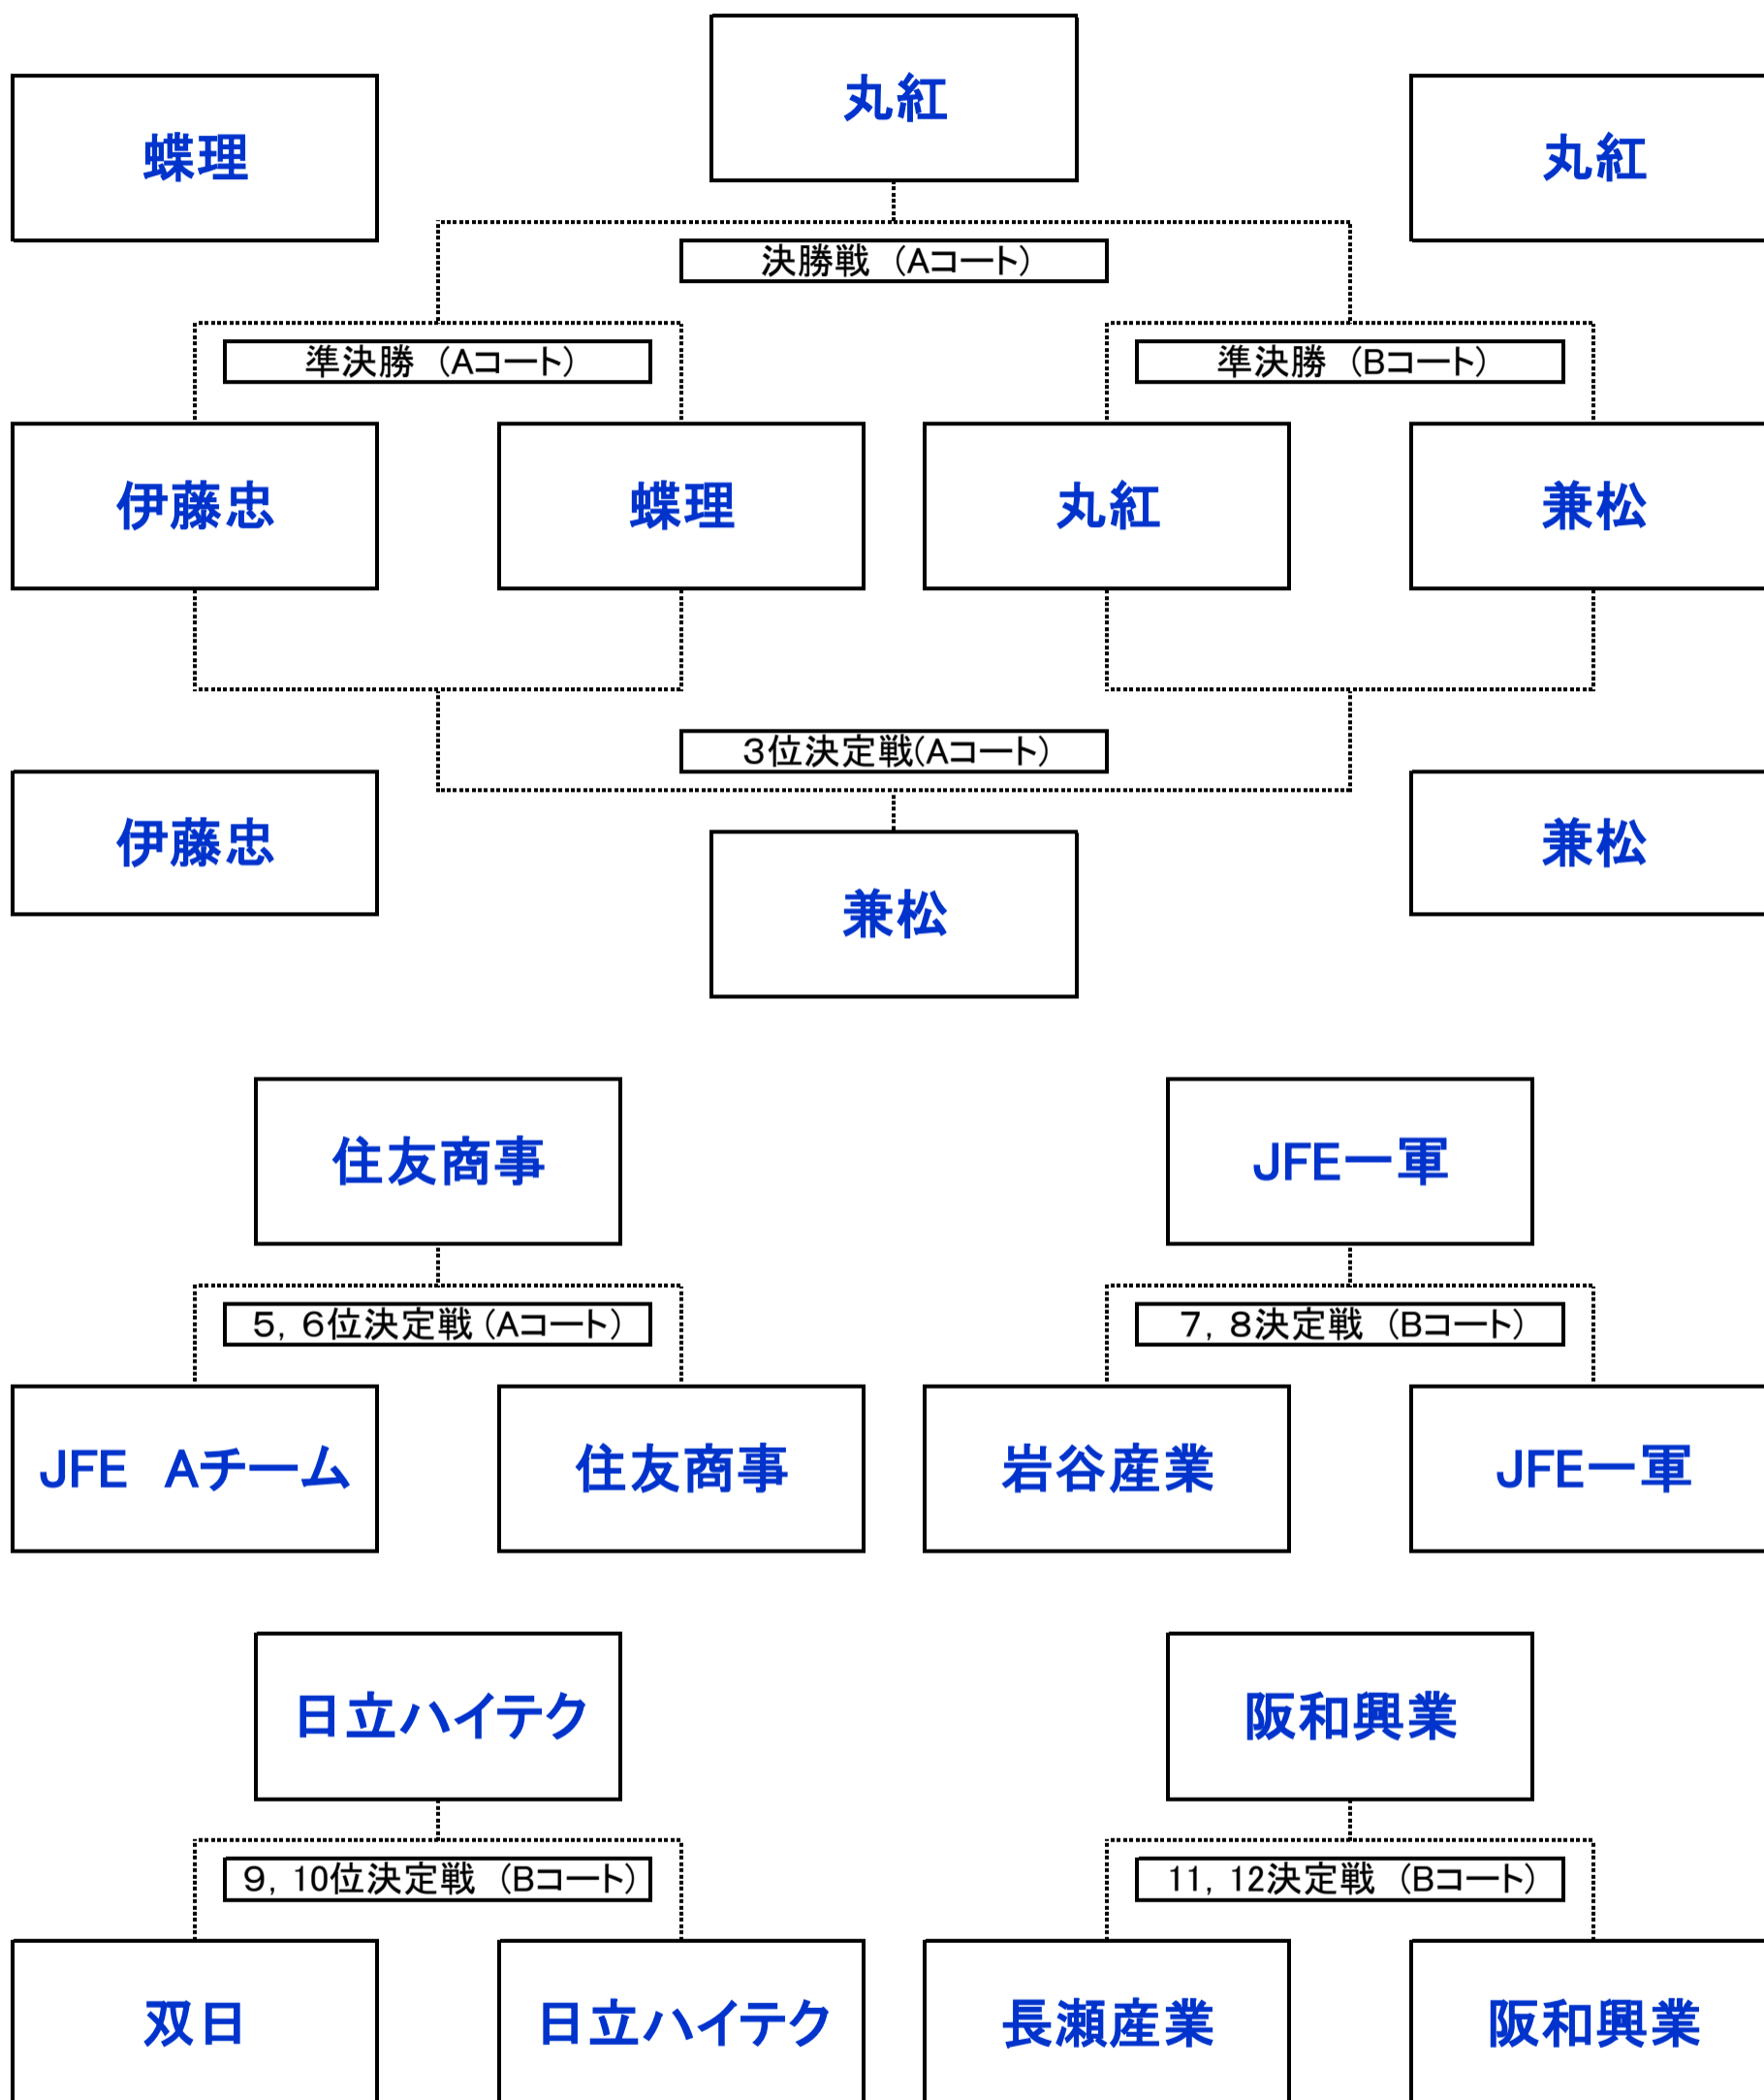 丸紅
蝶理
丸紅
決勝戦 (Aコート)
準決勝 (Aコート)
準決勝 (Bコート)
伊藤忠
蝶理
丸紅
兼松
3位決定戦(Aコート)
伊藤忠
兼松
兼松
住友商事
JFE一軍
5, 6位決定戦(Aコート)
7, 8決定戦 (Bコート)
JFE Aチーム
住友商事
岩谷産業
JFE一軍
日立ハイテク
阪和興業
9, 10位決定戦 (Bコート)
11, 12決定戦 (Bコート)
双日
日立ハイテク
長瀬産業
阪和興業